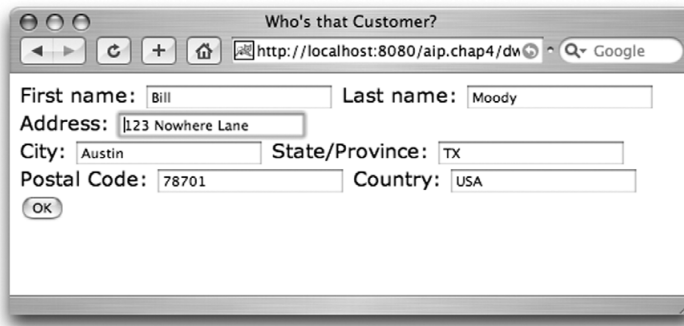 Who's that Customer?
http://localhost:8080/aip.chap4/dw Google
First name: Bill Last name: Moody
Address: 123 Nowhere Lane
City: Austin State/Province: TX
Postal Code: 78701 Country: USA
OK